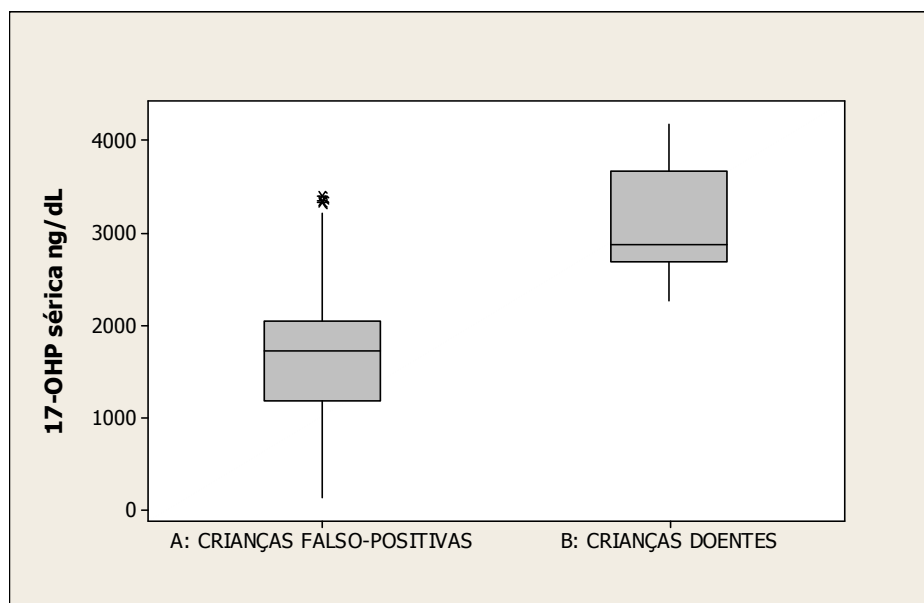 17-OHP sérica ng/dL
4000
3000
2000
1000
0
A: CRIANÇAS FALSO-POSITIVAS
B: CRIANÇAS DOENTES